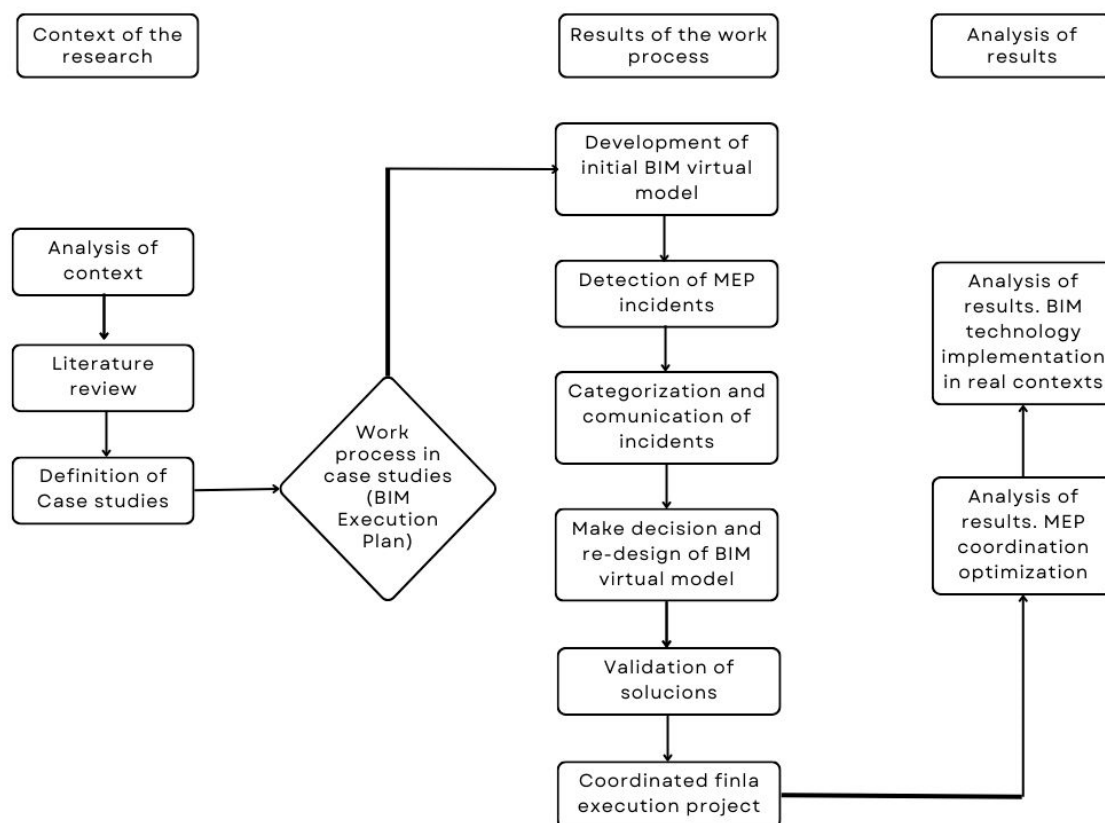 Context of the
research
Results of the work
process
Analysis of
results
Analysis of
context
Literature
review
Definition of
Case studies
Work
process in
case studies
(BIM
Execution
Plan)
Development of
initial BIM virtual
model
Detection of MEP
incidents
Categorization and
comunication of
incidents
Make decision and
re-design of BIM
virtual model
Validation of
solucions
Coordinated finla
execution project
Analysis of
results. MEP
coordination
optimization
Analysis of
results. BIM
technology
implementation
in real contexts